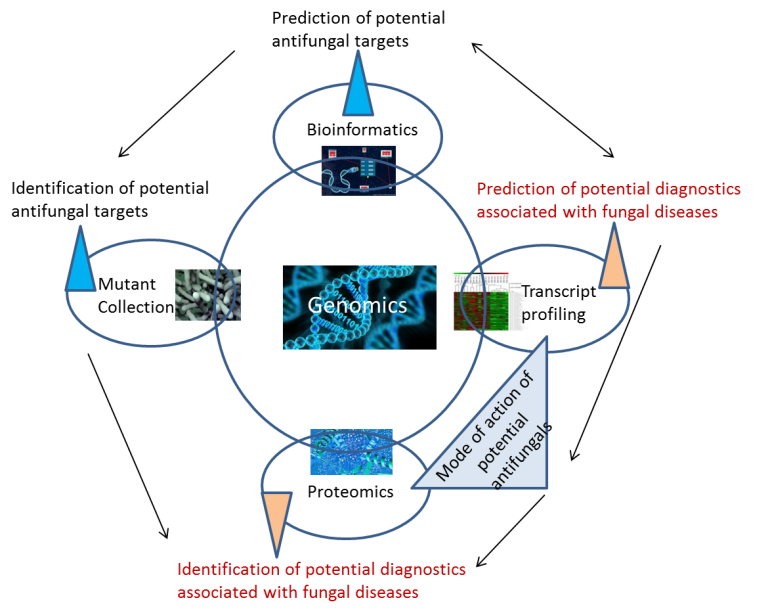 Prediction of potential
antifungal targets
Bioinformatics
Identification of potential
antifungal targets
Prediction of potential diagnostics
associated with fungal diseases
Mutant
Collection
Genomics
Transcript
profiling
Mode of action of
potential
antifungals
Proteomics
Identification of potential diagnostics
associated with fungal diseases